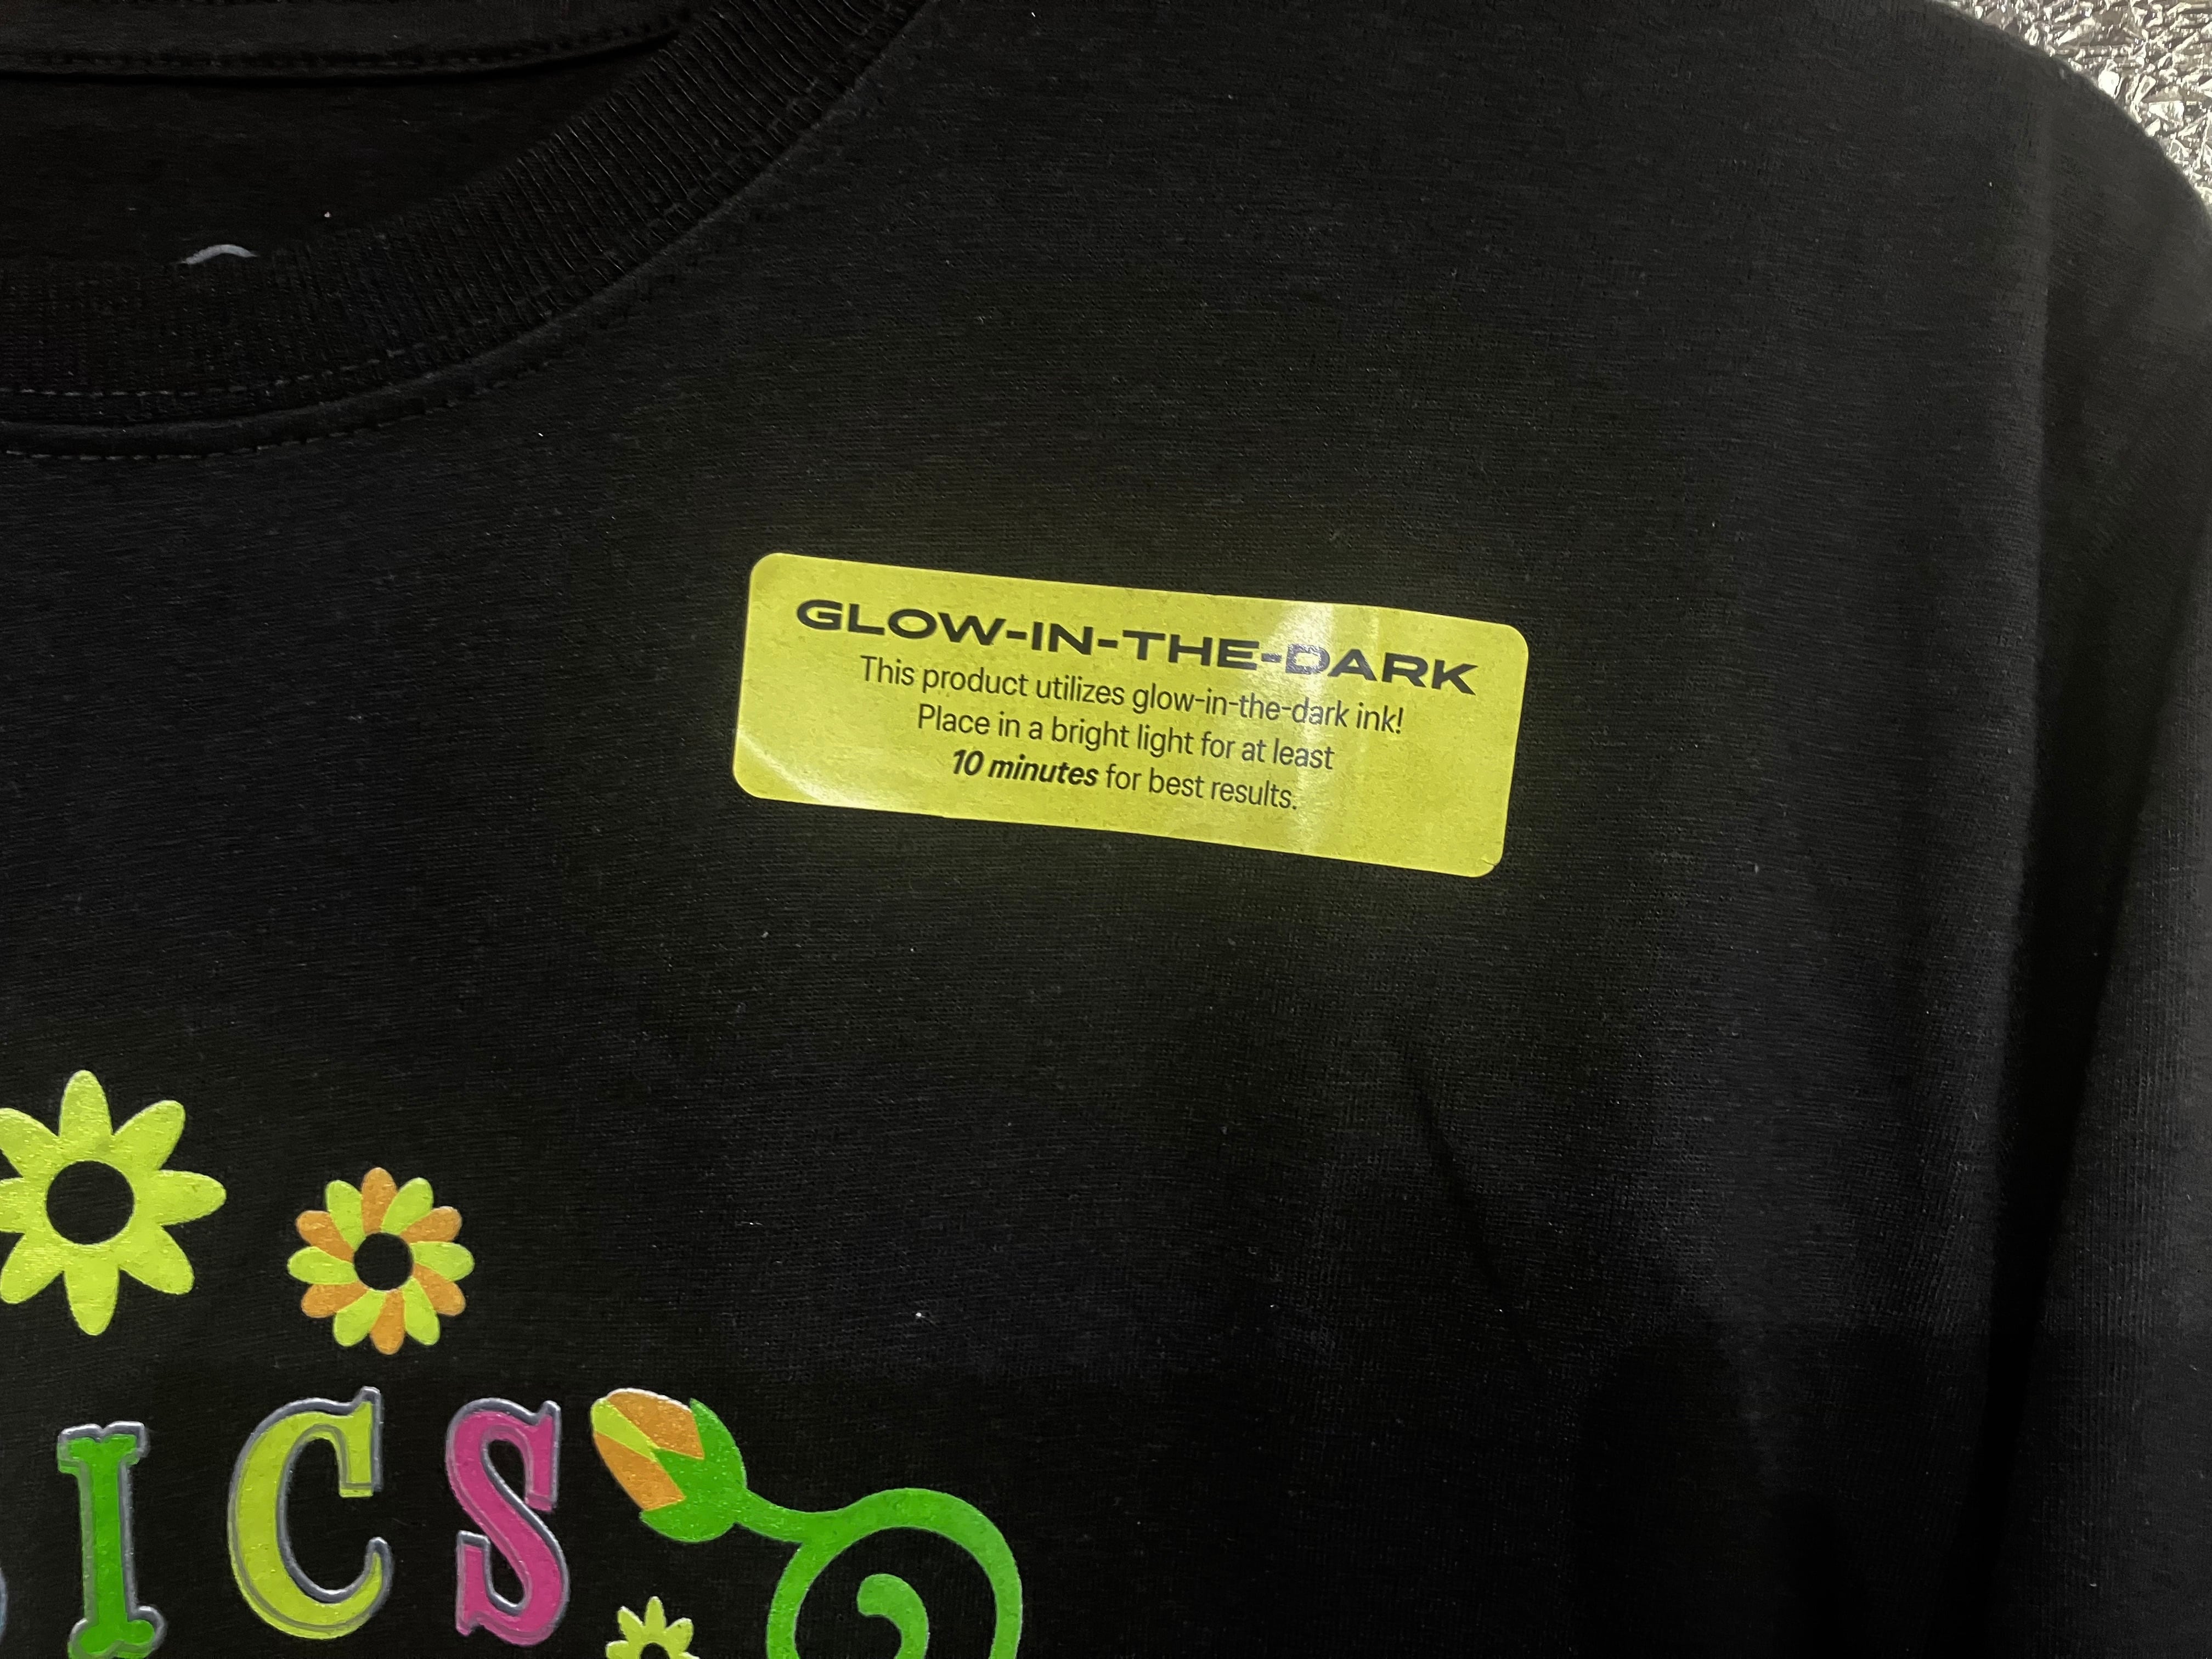 GLOW-IN-THE-DARK
This product utilizes glow-in-the-dark ink!
Place in a bright light for at least
10 minutes for best results.
ICS